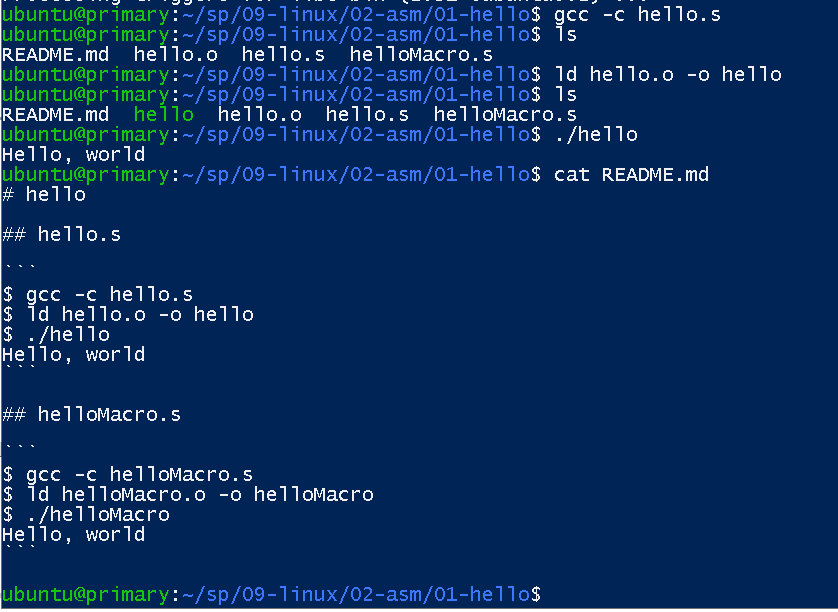 ubuntu@primary:~/sp/09-linux/02-asm/01-hello$ gcc -c hello.s
ubuntu@primary:~/sp/09-linux/02-asm/01-hello$ ls
README.md  hello.o  hello.s  helloMacro.s
ubuntu@primary:~/sp/09-linux/02-asm/01-hello$ ld hello.o -o hello
ubuntu@primary:~/sp/09-linux/02-asm/01-hello$ ls
README.md  hello  hello.o  hello.s  helloMacro.s
ubuntu@primary:~/sp/09-linux/02-asm/01-hello$ ./hello
Hello, world
ubuntu@primary:~/sp/09-linux/02-asm/01-hello$ cat README.md
# hello
## hello.s
```
$ gcc -c hello.s
$ ld hello.o -o hello
$ ./hello
Hello, world
```
## helloMacro.s
```
$ gcc -c helloMacro.s
$ ld helloMacro.o -o helloMacro
$ ./helloMacro
Hello, world
```
ubuntu@primary:~/sp/09-linux/02-asm/01-hello$